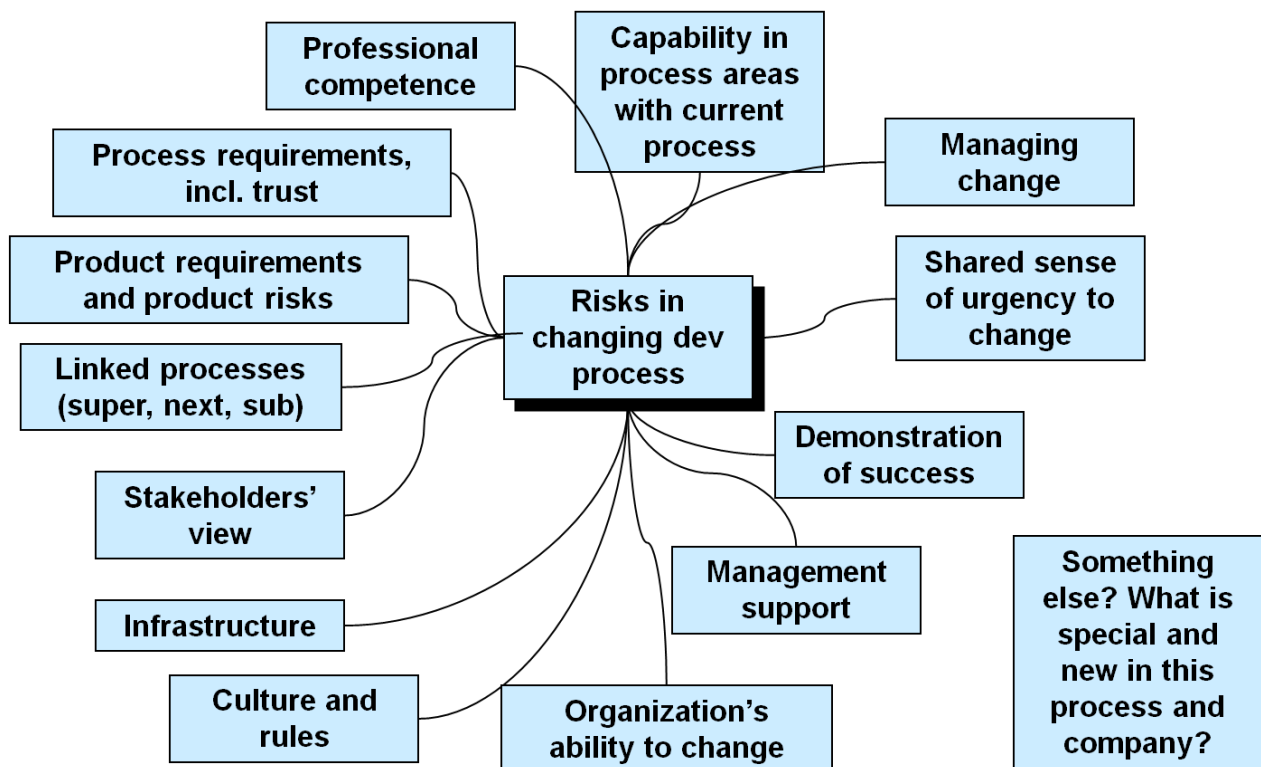 Professional
competence
Capability in
process areas
with current
process
Managing
change
Process requirements,
incl. trust
Product requirements
and product risks
Shared sense
of urgency to
change
Risks in
changing dev
process
Linked processes
(super, next, sub)
Demonstration
of success
Stakeholders’
view
Management
support
Something
else? What is
special and
new in this
process and
company?
Infrastructure
Culture and
rules
Organization’s
ability to change